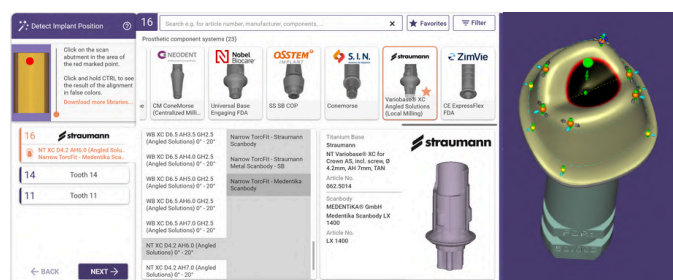 Detect Implant Position
Click on the scan
abutment in the area of
the red marked point.
Click and hold CTRL to see
the result of the alignment
in false colors.
Download more libraries...
16
straumann
NT XC D4.2 AH6.0 (Angled Solu...
Narrow TorcFit - Medentika Sca...
14
Tooth 14
11
Tooth 11
← BACK
NEXT →
16
Search e.g. for article number, manufacturer, components,...
Favorites
Filter
Prosthetic component systems (23)
NEODENT
CM ConeMorse
(Centralized Milli...
Nobel
Biocare
Universal Base
Engaging FDA
OSSTEM
IMPLANT
SS SB COP
S.I.N.
Conemorse
straumann
Variobase® XC
Angled Solutions
(Local Milling)
ZimVie
CE ExpressFlex
FDA
WB XC D6.5 AH3.5 GH2.5
(Angled Solutions) 0° - 20°
WB XC D6.5 AH4.0 GH2.5
(Angled Solutions) 0° - 20°
WB XC D6.5 AH5.0 GH2.5
(Angled Solutions) 0° - 20°
WB XC D6.5 AH6.0 GH2.5
(Angled Solutions) 0° - 20°
WB XC D6.5 AH7.0 GH2.5
(Angled Solutions) 0° - 20°
NT XC D4.2 AH6.0 (Angled
Solutions) 0° - 20°
NT XC D4.2 AH7.0 (Angled
Solutions) 0° - 20°
Narrow TorcFit - Straumann
Scanbody
Narrow TorcFit - Straumann
Metal Scanbody - SB
Narrow TorcFit - Medentika
Scanbody
Titanium Base
Straumann
NT Variobase® XC for
Crown AS, incl. screw, Ø
4.2mm, AH 7mm, TAN
Article No.
062.5014
Scanbody
MEDENTIKA® GmbH
Medentika Scanbody LX
1400
Article No.
LX 1400
straumann